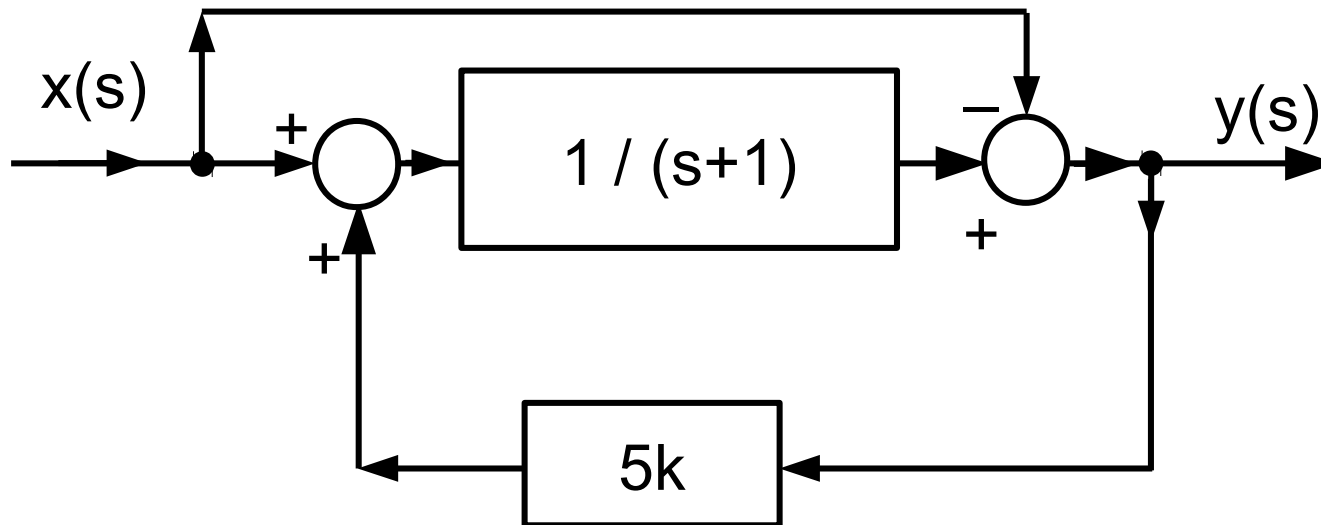 x(s)
+
1 / (s+1)
−
y(s)
+
+
5k